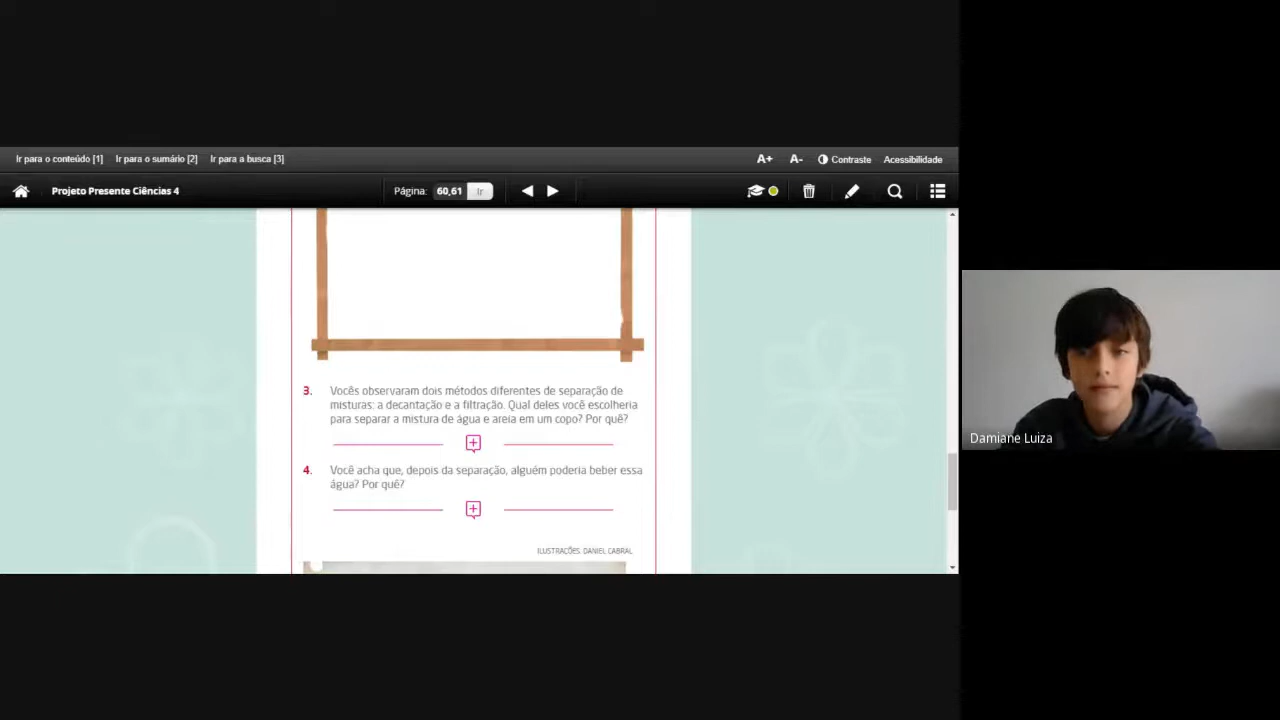 Ir para o conteúdo [1] Ir para o sumário [2] Ir para a busca [3] A+ A- Contraste Acessibilidade
Projeto Presente Ciências 4 Página: 60,61 Ir
3. Vocês observaram dois métodos diferentes de separação de
misturas: a decantação e a filtração. Qual deles você escolheria
para separar a mistura de água e areia em um copo? Por quê?
4. Você acha que, depois da separação, alguém poderia beber essa
água? Por quê?
ILUSTRAÇÕES: DANIEL CABRAL
Damiane Luiza